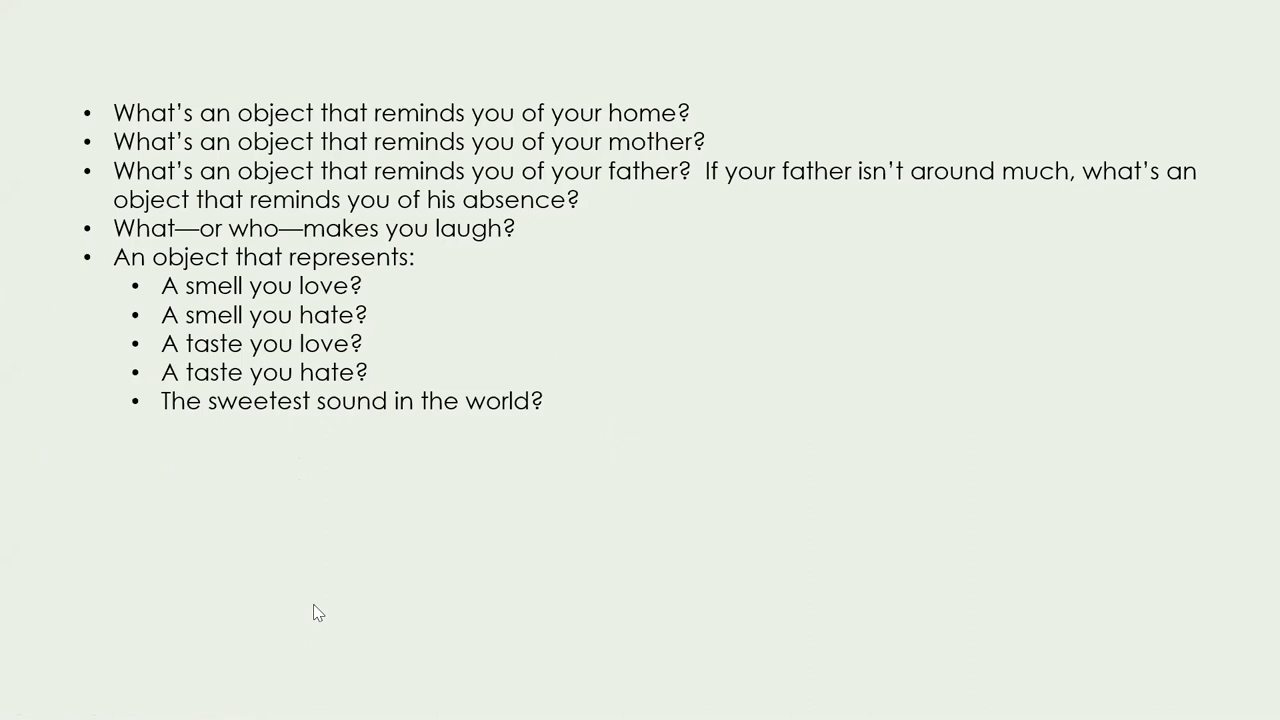 • What’s an object that reminds you of your home?
• What’s an object that reminds you of your mother?
• What’s an object that reminds you of your father?  If your father isn’t around much, what’s an
object that reminds you of his absence?
• What—or who—makes you laugh?
• An object that represents:
• A smell you love?
• A smell you hate?
• A taste you love?
• A taste you hate?
• The sweetest sound in the world?